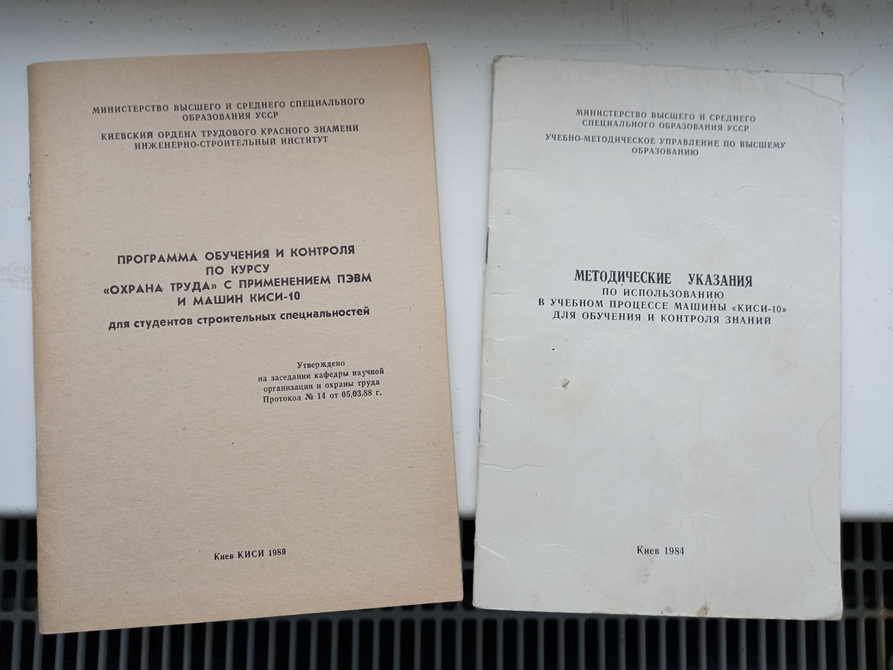 МИНИСТЕРСТВО ВЫСШЕГО И СРЕДНЕГО СПЕЦИАЛЬНОГО
ОБРАЗОВАНИЯ УССР
КИЕВСКИЙ ОРДЕНА ТРУДОВОГО КРАСНОГО ЗНАМЕНИ
ИНЖЕНЕРНО-СТРОИТЕЛЬНЫЙ ИНСТИТУТ
ПРОГРАММА ОБУЧЕНИЯ И КОНТРОЛЯ
ПО КУРСУ
«ОХРАНА ТРУДА» С ПРИМЕНЕНИЕМ ПЭВМ
И МАШИН КИСИ-10
для студентов строительных специальностей
Утверждено
на заседании кафедры научной
организации и охраны труда
Протокол № 14 от 05.03.88 г.
Киев КИСИ 1989
МИНИСТЕРСТВО ВЫСШЕГО И СРЕДНЕГО
СПЕЦИАЛЬНОГО ОБРАЗОВАНИЯ УССР
УЧЕБНО-МЕТОДИЧЕСКОЕ УПРАВЛЕНИЕ ПО ВЫСШЕМУ
ОБРАЗОВАНИЮ
МЕТОДИЧЕСКИЕ УКАЗАНИЯ
ПО ИСПОЛЬЗОВАНИЮ
В УЧЕБНОМ ПРОЦЕССЕ МАШИНЫ «КИСИ-10»
ДЛЯ ОБУЧЕНИЯ И КОНТРОЛЯ ЗНАНИЙ
Киев 1984